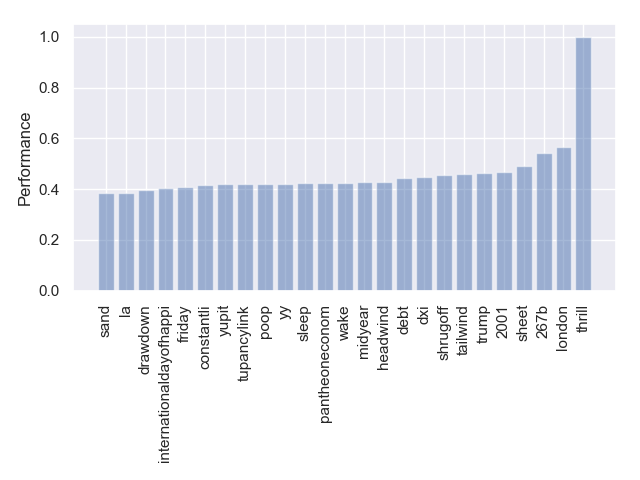 1.0
0.8
0.6
0.4
0.2
0.0
Performance
sand
la
drawdown
internationaldayofhappi
friday
constantli
yupit
tupancylink
poop
yy
sleep
pantheoneconom
wake
midyear
headwind
debt
dxi
shrugoff
tailwind
trump
2001
sheet
267b
london
thrill